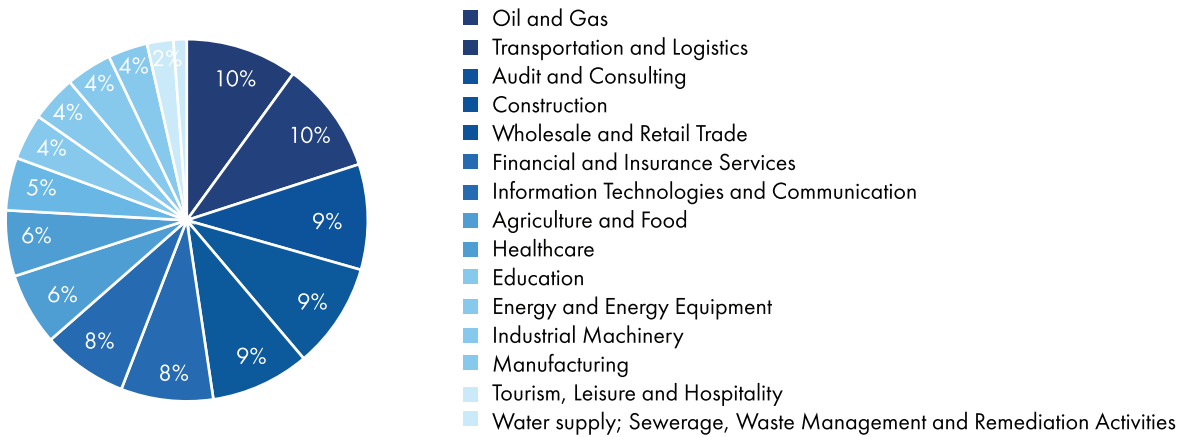 10%
10%
9%
9%
9%
8%
8%
6%
6%
5%
4%
4%
4%
4%
2%
Oil and Gas
Transportation and Logistics
Audit and Consulting
Construction
Wholesale and Retail Trade
Financial and Insurance Services
Information Technologies and Communication
Agriculture and Food
Healthcare
Education
Energy and Energy Equipment
Industrial Machinery
Manufacturing
Tourism, Leisure and Hospitality
Water supply; Sewerage, Waste Management and Remediation Activities